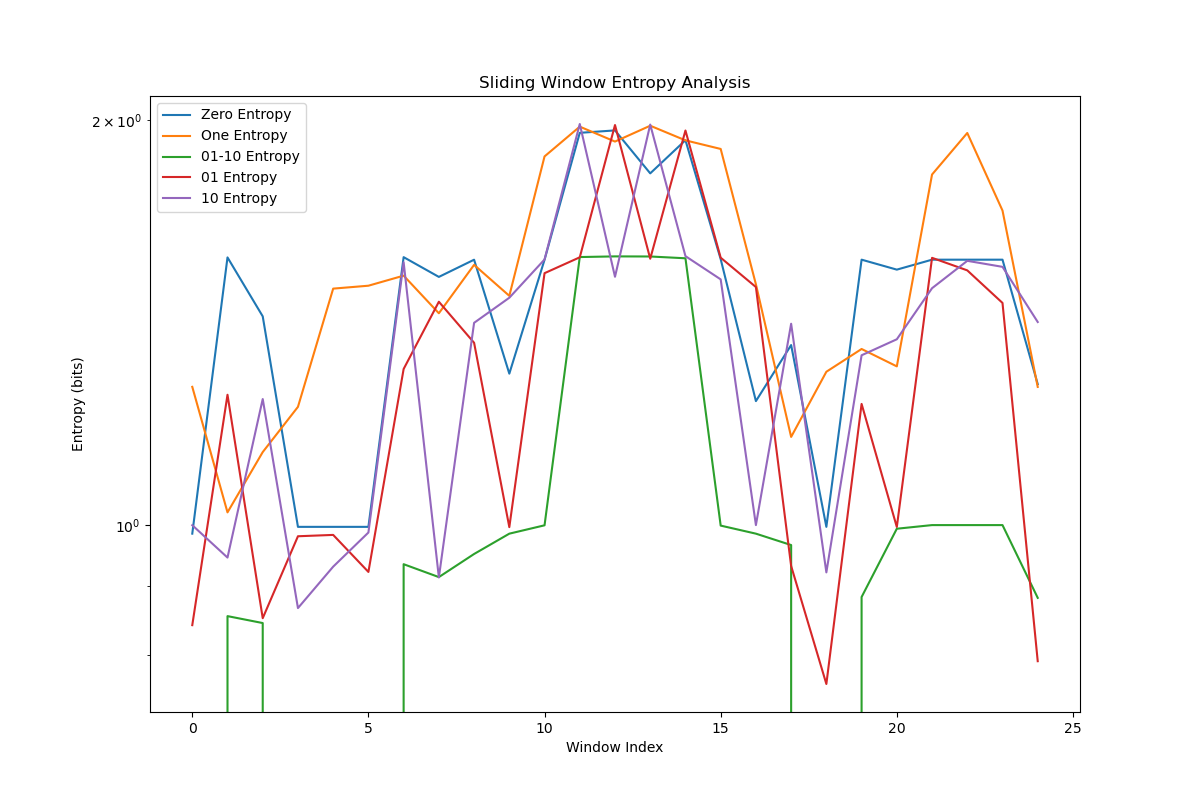 Sliding Window Entropy Analysis
Zero Entropy
One Entropy
01-10 Entropy
01 Entropy
10 Entropy
2 × 10⁰
10⁰
Entropy (bits)
0 5 10 15 20 25
Window Index